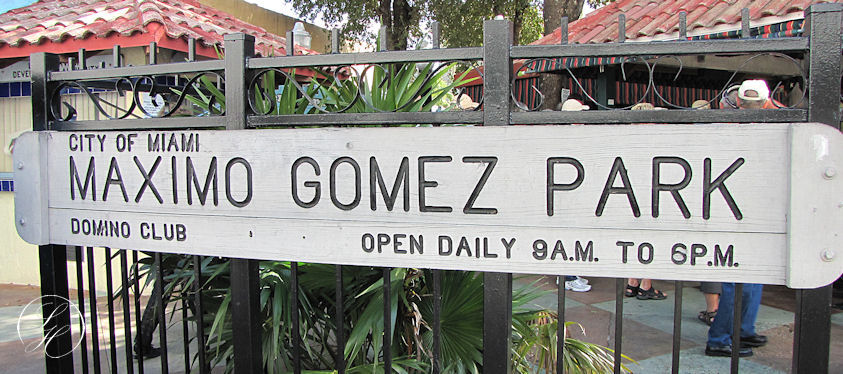 CITY OF MIAMI
MAXIMO GOMEZ PARK
DOMINO CLUB
OPEN DAILY 9A.M. TO 6P.M.